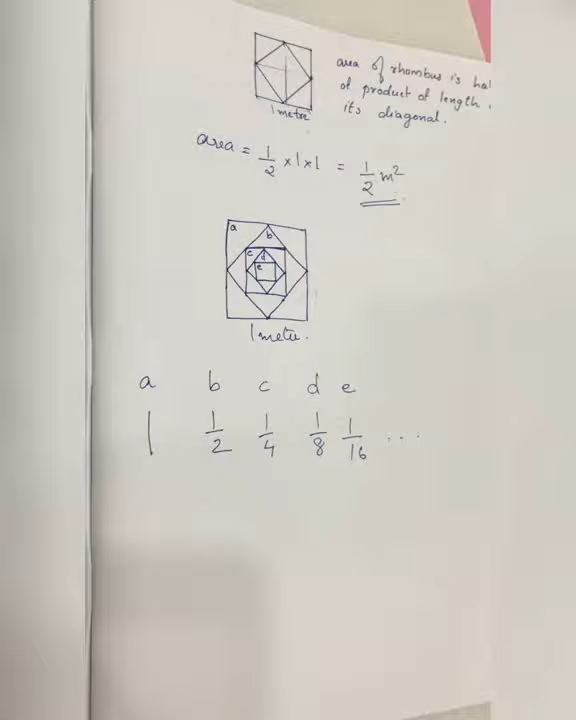 area of rhombus is
of product of length
its diagonal.
1 metre
area = 1/2 × 1 × 1 = 1/2 m²
a
b
c
d
e
1 metre.
a b c d e
1 1/2 1/4 1/8 1/16 ...